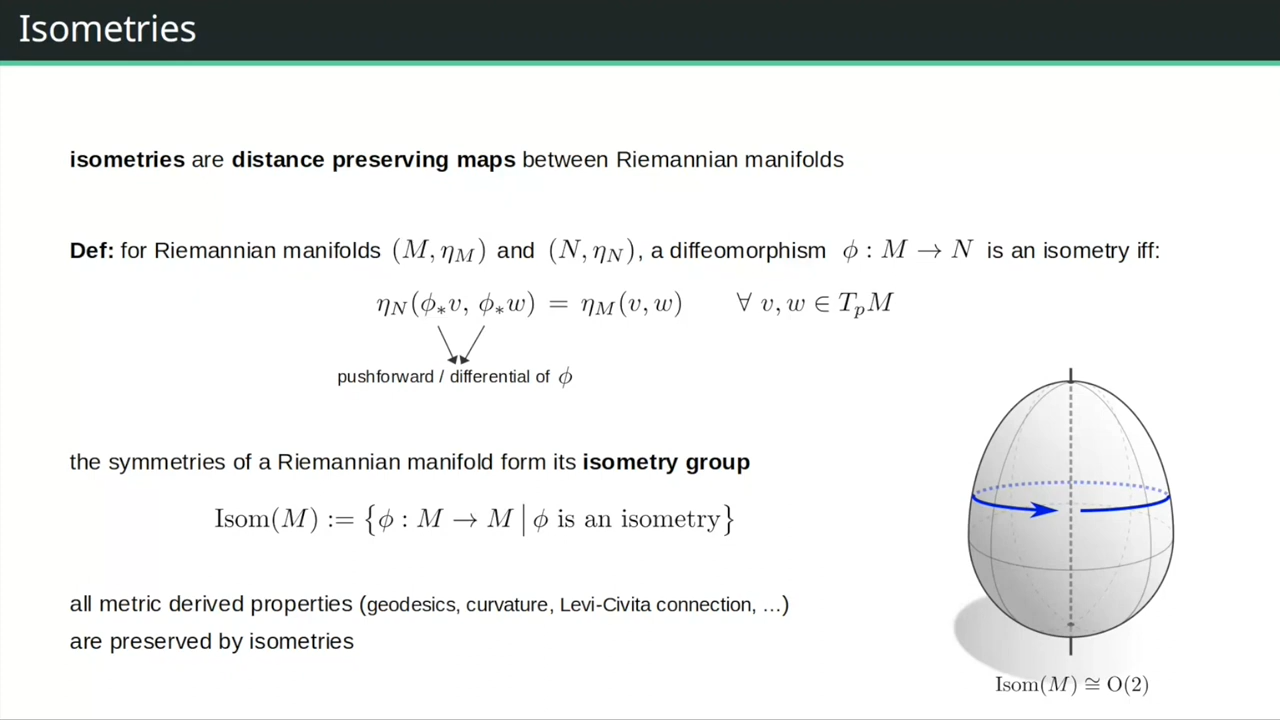 Isometries
isometries are distance preserving maps between Riemannian manifolds
Def: for Riemannian manifolds (M, η_M) and (N, η_N), a diffeomorphism ϕ : M → N is an isometry iff:
η_N(ϕ_*v, ϕ_*w) = η_M(v, w) ∀ v, w ∈ T_pM
pushforward / differential of ϕ
the symmetries of a Riemannian manifold form its isometry group
Isom(M) := {ϕ : M → M | ϕ is an isometry}
all metric derived properties (geodesics, curvature, Levi-Civita connection, …)
are preserved by isometries
Isom(M) ≅ O(2)